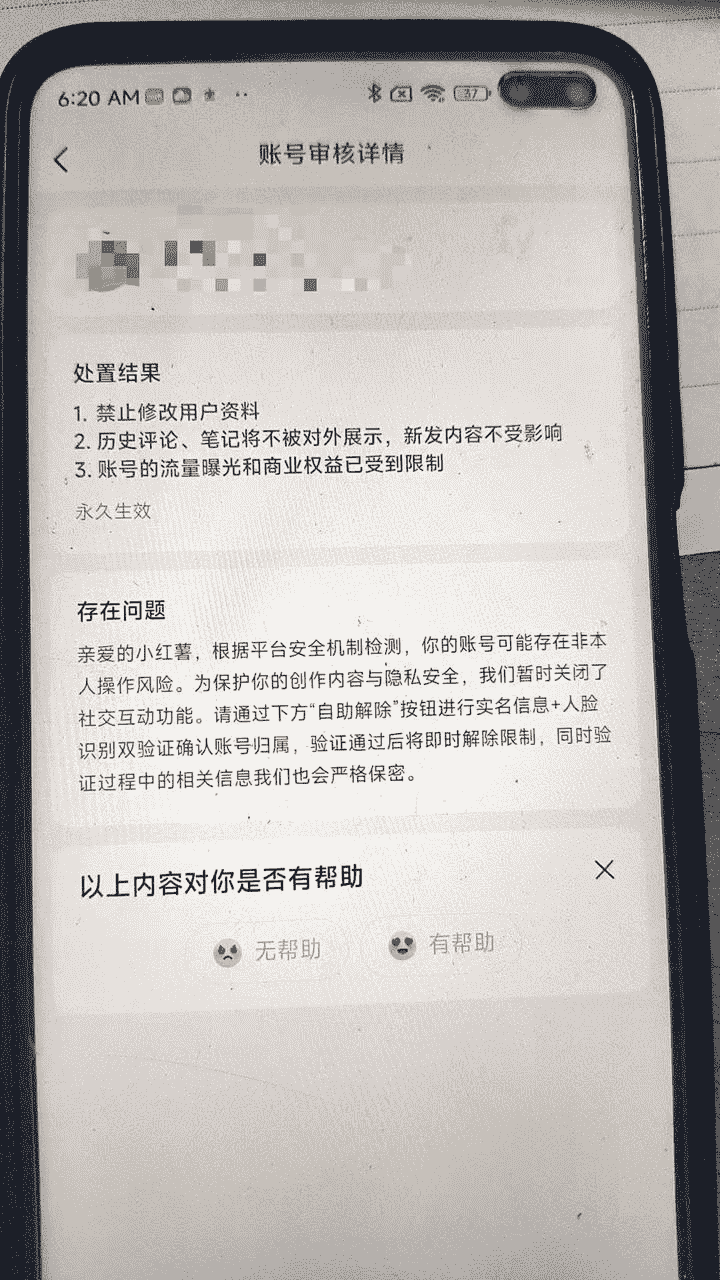 6:20 AM
37
账号审核详情
处置结果
1. 禁止修改用户资料
2. 历史评论、笔记将不被对外展示，新发内容不受影响
3. 账号的流量曝光和商业权益已受到限制
永久生效
存在问题
亲爱的小红薯，根据平台安全机制检测，你的账号可能存在非本
人操作风险。为保护你的创作内容与隐私安全，我们暂时关闭了
社交互动功能。请通过下方“自助解除”按钮进行实名信息+人脸
识别双验证确认账号归属，验证通过后将即时解除限制，同时验
证过程中的相关信息我们也会严格保密。
以上内容对你是否有帮助
无帮助
有帮助